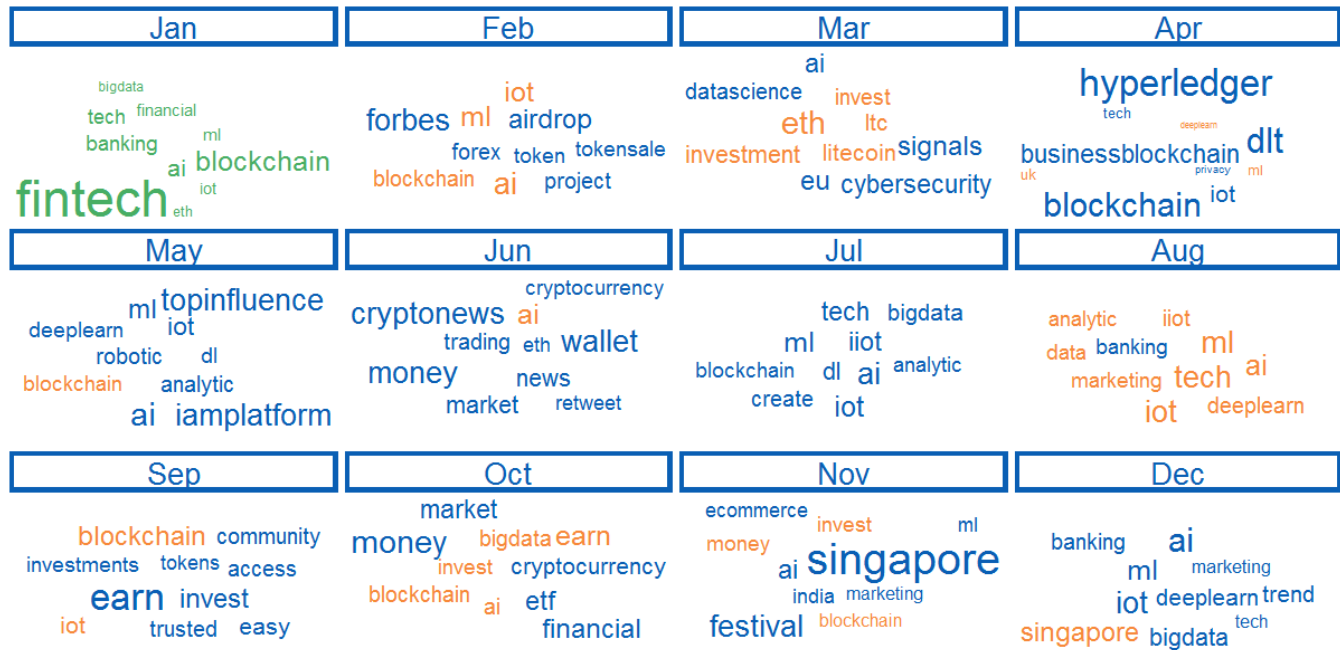 Jan
bigdata
tech financial
banking ml
ai blockchain
iot
fintech eth
Feb
iot
forbes ml airdrop
forex token tokensale
blockchain ai project
Mar
ai
datascience invest
eth ltc
investment litecoin signals
eu cybersecurity
Apr
hyperledger
tech
deeplearn
businessblockchain dlt
uk privacy ml
blockchain iot
May
ml topinfluence
deeplearn iot
robotic dl
blockchain analytic
ai iamplatform
Jun
cryptocurrency
cryptonews ai
trading eth wallet
money news
market retweet
Jul
tech bigdata
ml iiot
blockchain dl ai analytic
create iot
Aug
analytic iiot
data banking ml
marketing tech ai
iot deeplearn
Sep
blockchain community
investments tokens access
earn invest
iot trusted easy
Oct
market
money bigdata earn
invest cryptocurrency
blockchain ai etf
financial
Nov
ecommerce invest ml
money
ai singapore
india marketing
festival blockchain
Dec
banking ai
ml marketing
iot deeplearn trend
singapore bigdata tech